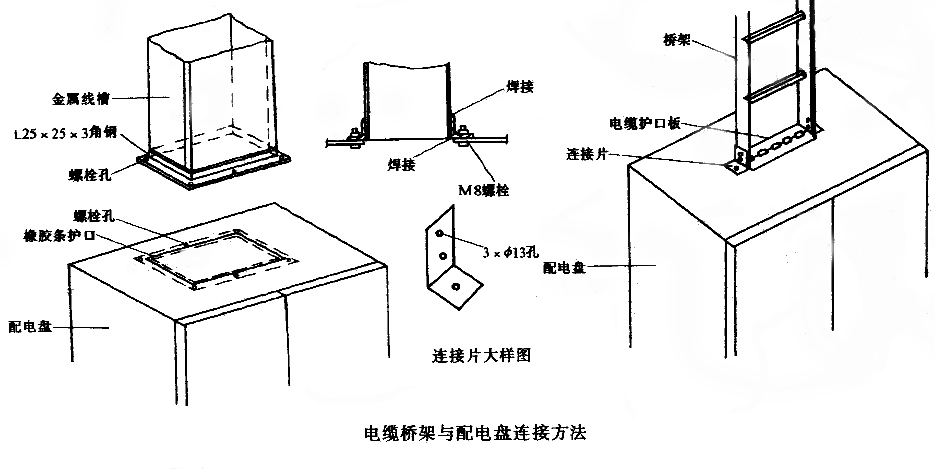 金属线槽
L25×25×3角钢
螺栓孔
焊接
焊接
M8螺栓
螺栓孔
橡胶条护口
配电盘
3×φ13孔
连接片大样图
桥架
电缆护口板
连接片
配电盘
电缆桥架与配电盘连接方法